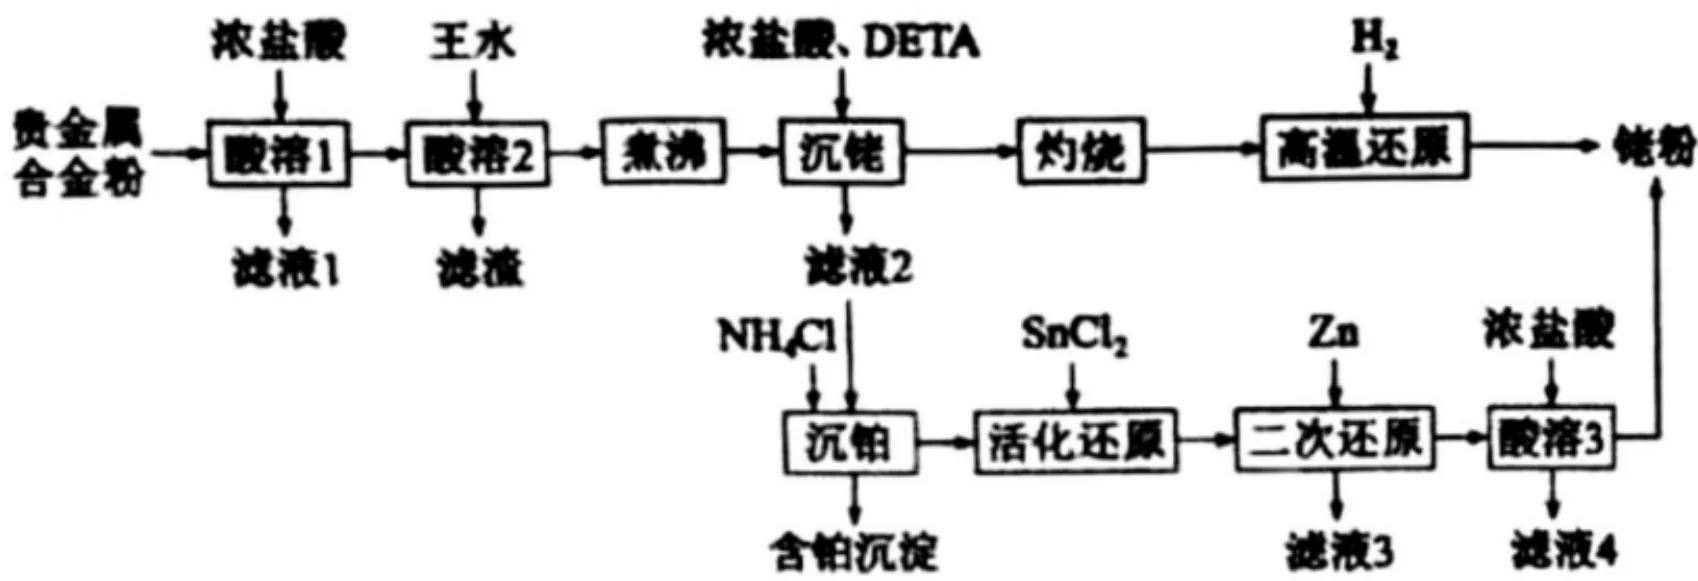 浓盐酸 王水 浓盐酸、DETA H₂
贵金属
合金粉
酸溶1 酸溶2 煮沸 沉铑 灼烧 高温还原 铑粉
滤液1 滤渣 滤液2
NH₄Cl SnCl₂ Zn 浓盐酸
沉铂 活化还原 二次还原 酸溶3
含铂沉淀 滤液3 滤液4